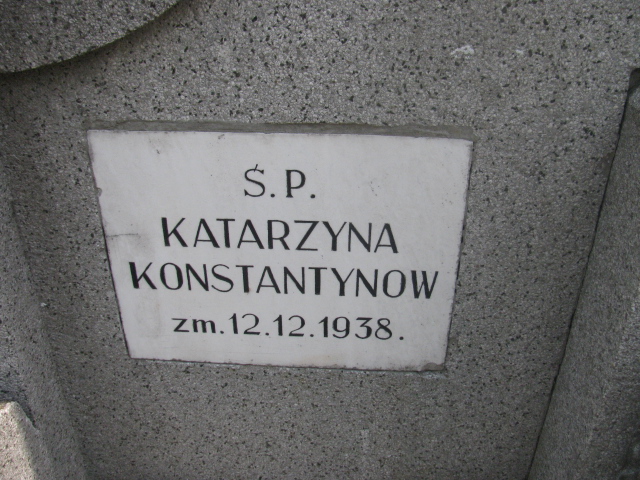 Ś.P.
KATARZYNA
KONSTANTYNOW
zm. 12.12.1938.